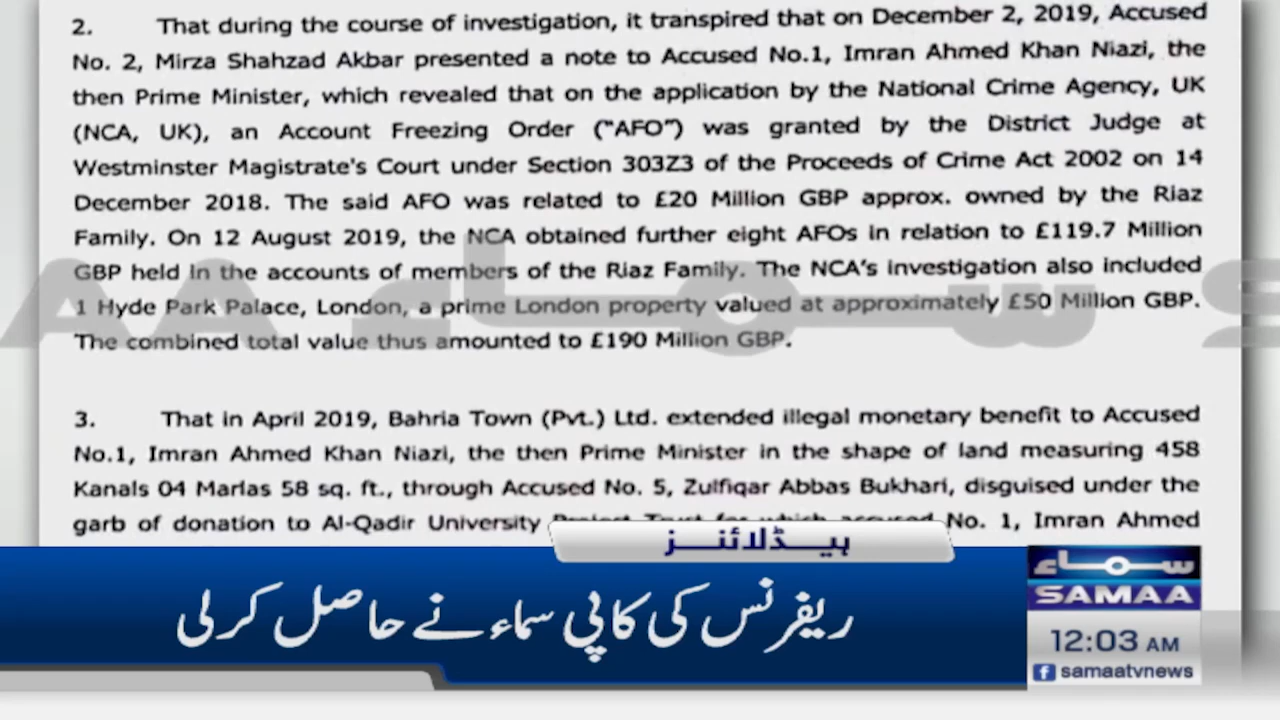 2. That during the course of investigation, it transpired that on December 2, 2019, Accused
No. 2, Mirza Shahzad Akbar presented a note to Accused No.1, Imran Ahmed Khan Niazi, the
then Prime Minister, which revealed that on the application by the National Crime Agency, UK
(NCA, UK), an Account Freezing Order ("AFO") was granted by the District Judge at
Westminster Magistrate's Court under Section 303Z3 of the Proceeds of Crime Act 2002 on 14
December 2018. The said AFO was related to £20 Million GBP approx. owned by the Riaz
Family. On 12 August 2019, the NCA obtained further eight AFOs in relation to £119.7 Million
GBP held in the accounts of members of the Riaz Family. The NCA's investigation also included
1 Hyde Park Palace, London, a prime London property valued at approximately £50 Million GBP.
The combined total value thus amounted to £190 Million GBP.
3. That in April 2019, Bahria Town (Pvt.) Ltd. extended illegal monetary benefit to Accused
No.1, Imran Ahmed Khan Niazi, the then Prime Minister in the shape of land measuring 458
Kanals 04 Marlas 58 sq. ft., through Accused No. 5, Zulfiqar Abbas Bukhari, disguised under the
garb of donation to Al-Qadir University Project Trust for which accused No. 1, Imran Ahmed
ہیڈلائنز
ریفرنس کی کاپی سماء نے حاصل کرلی
سماء
SAMAA
12:03 AM
samaatvnews